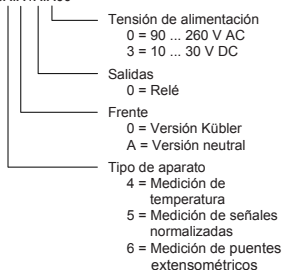 Tensión de alimentación
0 = 90 ... 260 V AC
3 = 10 ... 30 V DC
Salidas
0 = Relé
Frente
0 = Versión Kübler
A = Versión neutral
Tipo de aparato
4 = Medición de
temperatura
5 = Medición de señales
normalizadas
6 = Medición de puentes
extensométricos